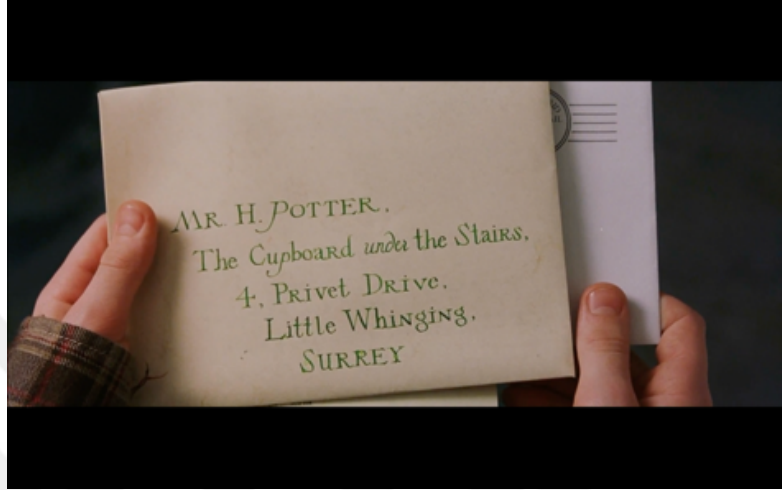 MR. H. POTTER,
The Cupboard under the Stairs,
4, Privet Drive,
Little Whinging,
SURREY